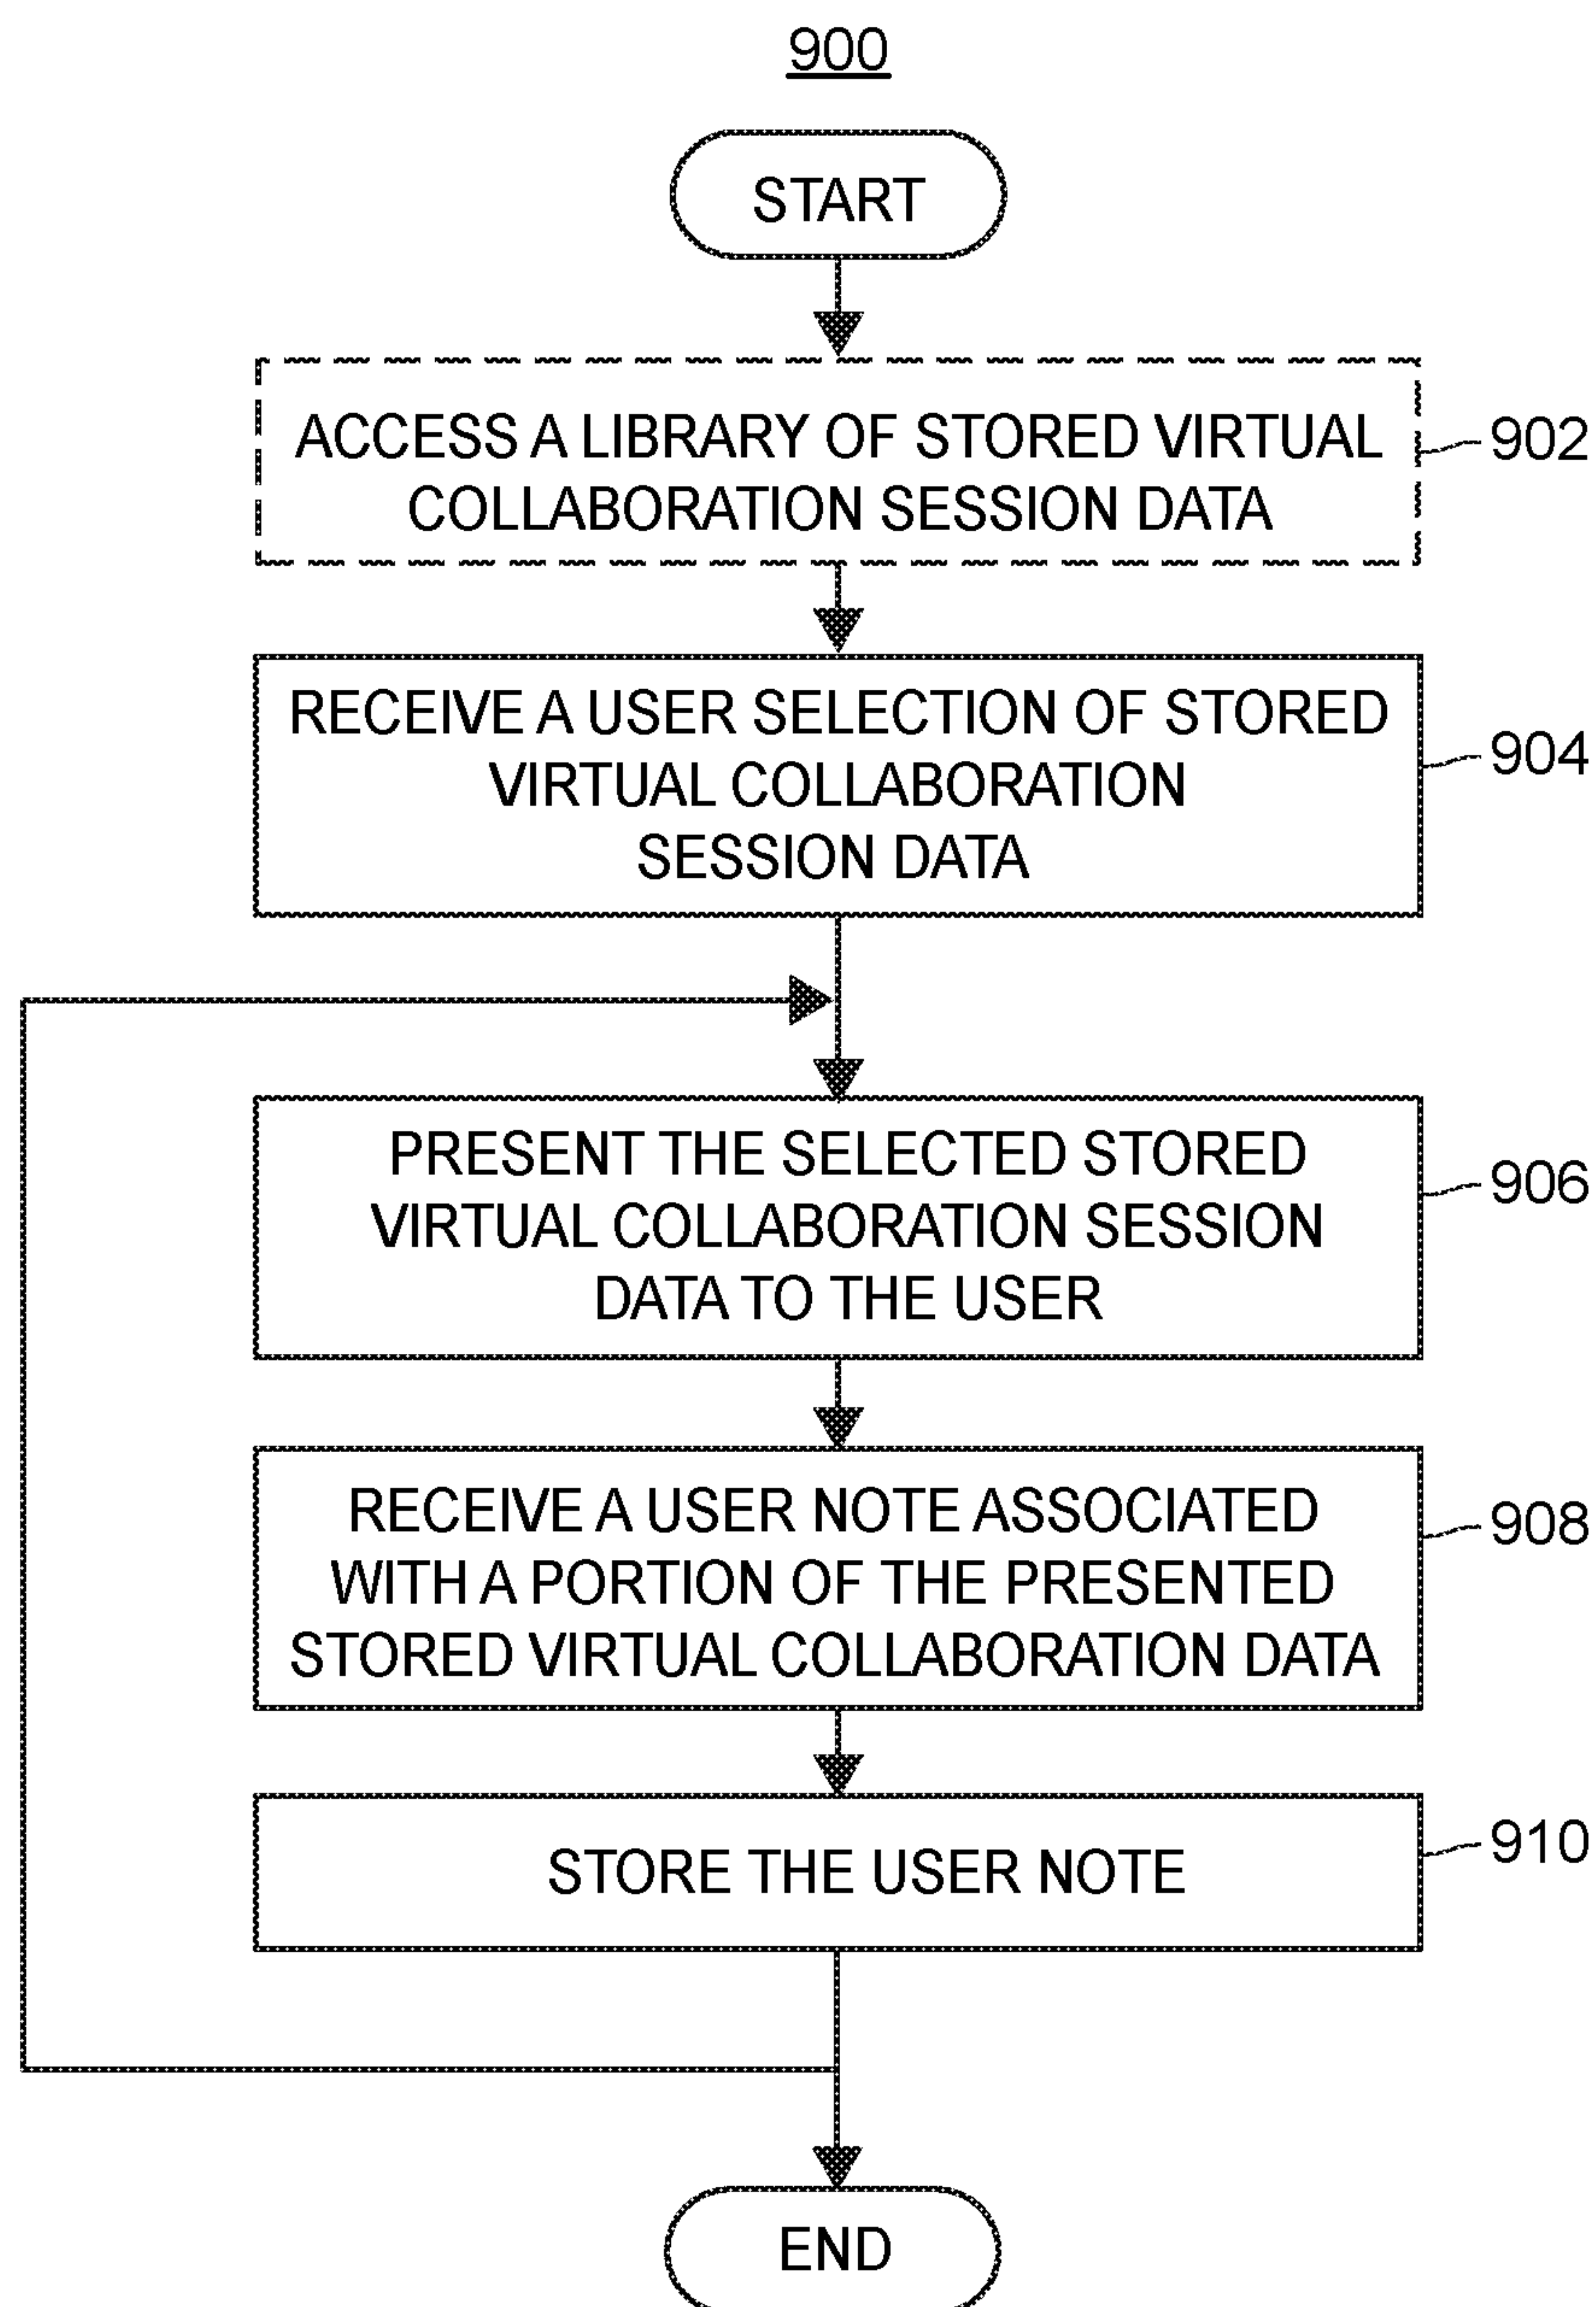 900
START
ACCESS A LIBRARY OF STORED VIRTUAL
COLLABORATION SESSION DATA
902
RECEIVE A USER SELECTION OF STORED
VIRTUAL COLLABORATION
SESSION DATA
904
PRESENT THE SELECTED STORED
VIRTUAL COLLABORATION SESSION
DATA TO THE USER
906
RECEIVE A USER NOTE ASSOCIATED
WITH A PORTION OF THE PRESENTED
STORED VIRTUAL COLLABORATION DATA
908
STORE THE USER NOTE
910
END